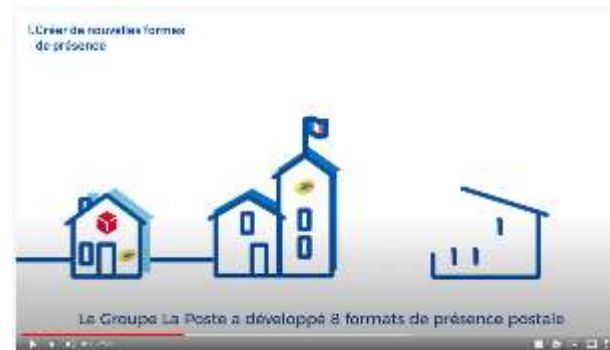 1.Créer de nouvelles formes
de présence
Le Groupe La Poste a développé 8 formats de présence postale